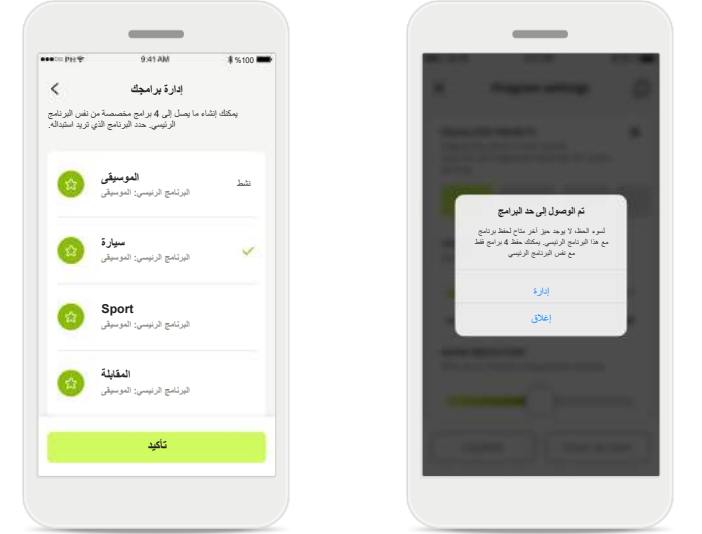 PH
9:41 AM
%100
إدارة برامجك
يمكنك إنشاء ما يصل إلى 4 برامج مخصصة من نفس البرنامج
الرئيسي. حدد البرنامج الذي تريد استبداله.
الموسيقى
نشط
البرنامج الرئيسي: الموسيقى
سيارة
البرنامج الرئيسي: الموسيقى
Sport
البرنامج الرئيسي: الموسيقى
المقابلة
البرنامج الرئيسي: الموسيقى
تأكيد
Program settings
تم الوصول إلى حد البرامج
لسوء الحظ، لا يوجد حيز آخر متاح لحفظ برنامج
مع هذا البرنامج الرئيسي. يمكنك حفظ 4 برامج فقط
مع نفس البرنامج الرئيسي
إدارة
إغلاق